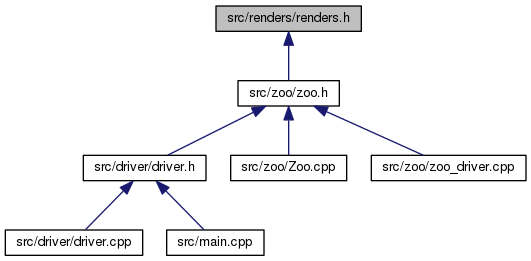 src/renders/renders.h
src/zoo/zoo.h
src/driver/driver.h
src/zoo/Zoo.cpp
src/zoo/zoo_driver.cpp
src/driver/driver.cpp
src/main.cpp